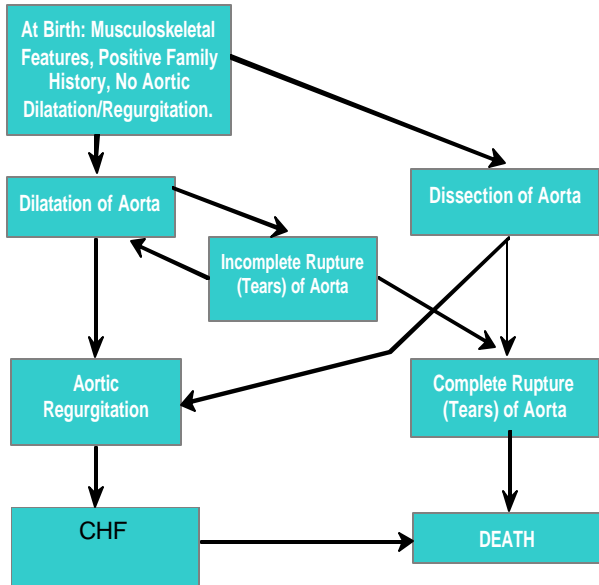 At Birth: Musculoskeletal
Features, Positive Family
History, No Aortic
Dilatation/Regurgitation.
Dilatation of Aorta
Dissection of Aorta
Incomplete Rupture
(Tears) of Aorta
Aortic
Regurgitation
Complete Rupture
(Tears) of Aorta
CHF
DEATH